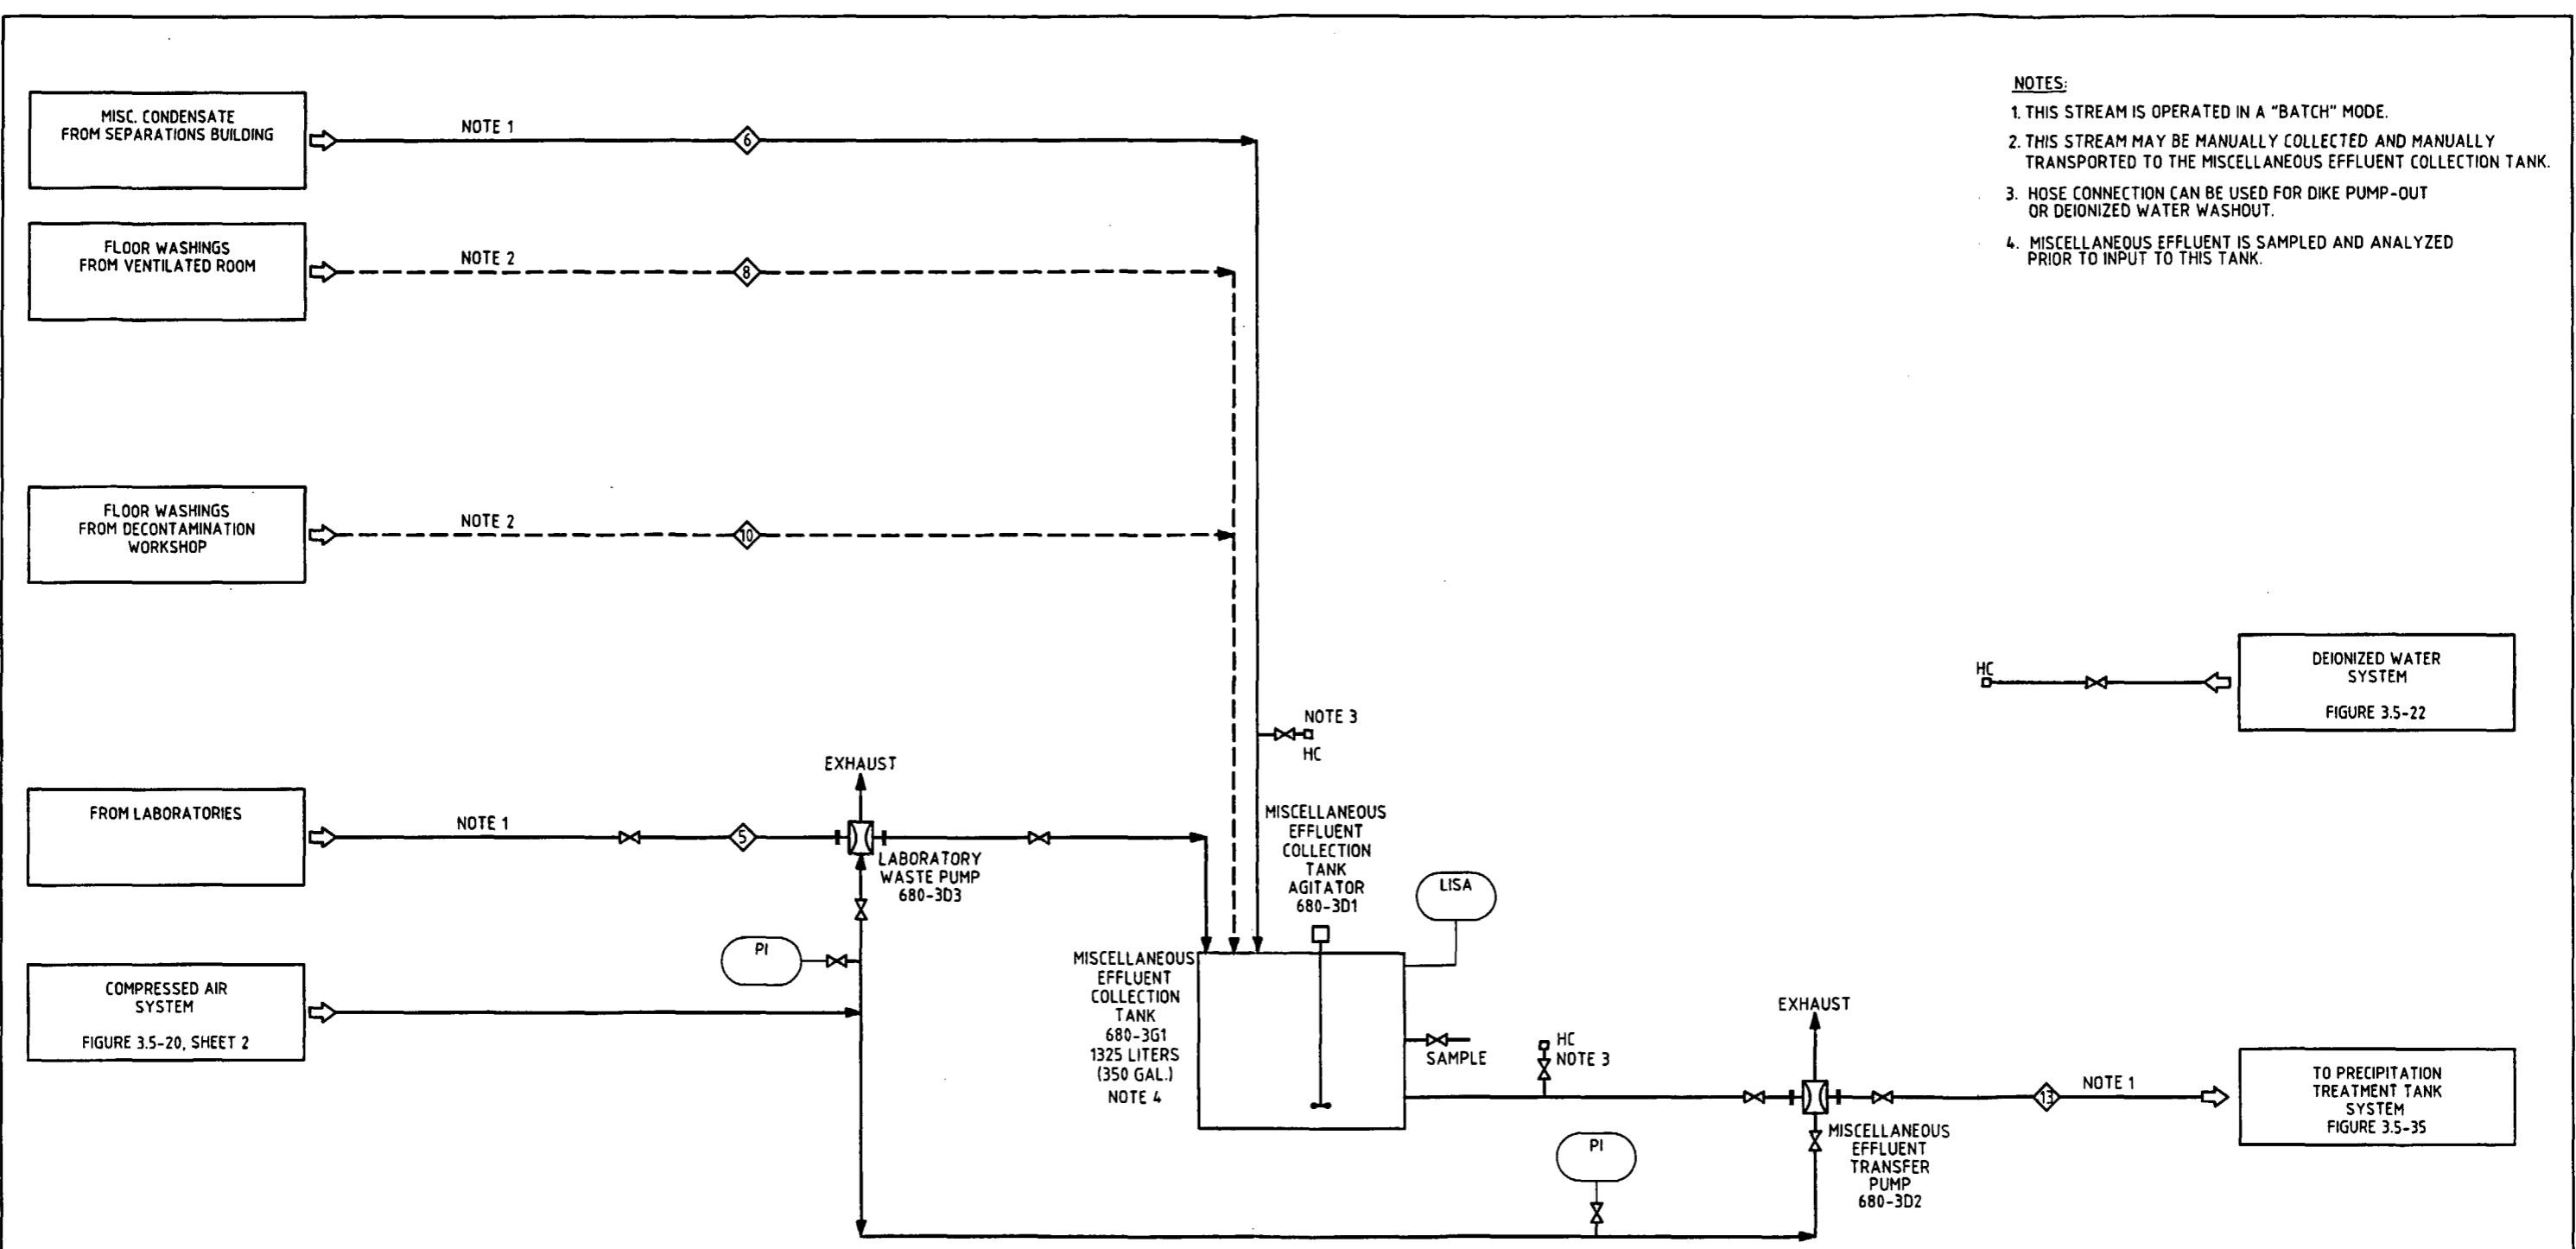 NOTES:
1. THIS STREAM IS OPERATED IN A "BATCH" MODE.
2. THIS STREAM MAY BE MANUALLY COLLECTED AND MANUALLY
TRANSPORTED TO THE MISCELLANEOUS EFFLUENT COLLECTION TANK.
3. HOSE CONNECTION CAN BE USED FOR DIKE PUMP-OUT
OR DEIONIZED WATER WASHOUT.
4. MISCELLANEOUS EFFLUENT IS SAMPLED AND ANALYZED
PRIOR TO INPUT TO THIS TANK.
MISC. CONDENSATE
FROM SEPARATIONS BUILDING
NOTE 1
6
FLOOR WASHINGS
FROM VENTILATED ROOM
NOTE 2
8
FLOOR WASHINGS
FROM DECONTAMINATION
WORKSHOP
NOTE 2
10
HC
DEIONIZED WATER
SYSTEM
FIGURE 3.5-22
NOTE 3
HC
FROM LABORATORIES
NOTE 1
5
EXHAUST
LABORATORY
WASTE PUMP
680-3D3
MISCELLANEOUS
EFFLUENT
COLLECTION
TANK
AGITATOR
680-3D1
LISA
PI
COMPRESSED AIR
SYSTEM
FIGURE 3.5-20, SHEET 2
MISCELLANEOUS
EFFLUENT
COLLECTION
TANK
680-3G1
1325 LITERS
(350 GAL.)
NOTE 4
SAMPLE
HC
NOTE 3
EXHAUST
MISCELLANEOUS
EFFLUENT
TRANSFER
PUMP
680-3D2
13
NOTE 1
TO PRECIPITATION
TREATMENT TANK
SYSTEM
FIGURE 3.5-35
PI